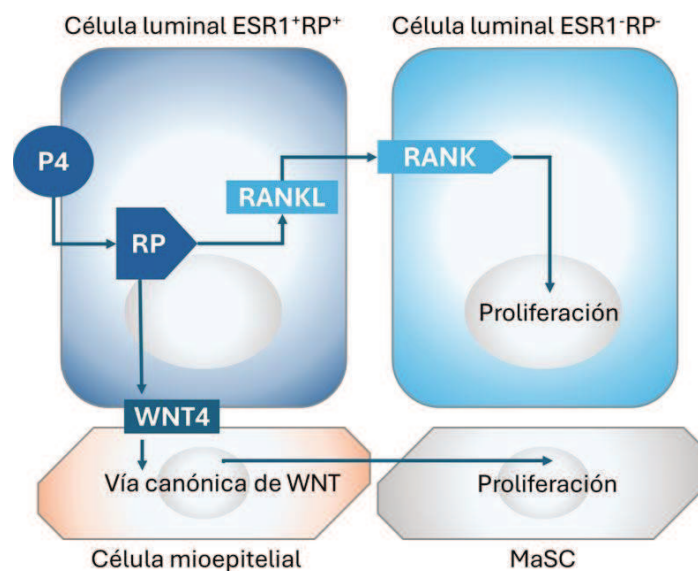 Célula luminal ESR1⁺RP⁺
Célula luminal ESR1⁻RP⁻
P4
RANK
RANKL
RP
Proliferación
WNT4
Vía canónica de WNT
Proliferación
Célula mioepitelial
MaSC